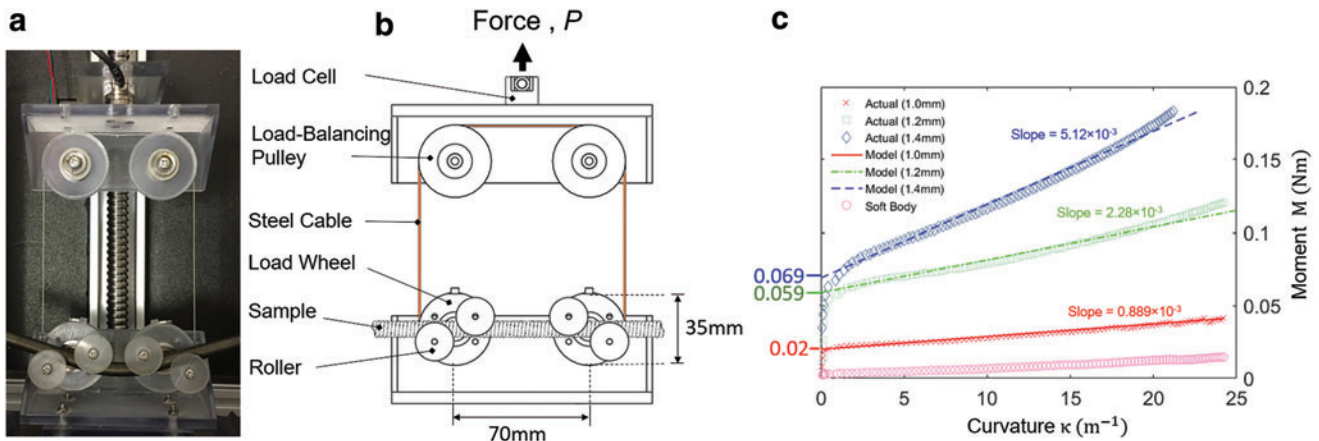 a
b
c
Force , P
Load Cell
Load-Balancing
Pulley
Steel Cable
Load Wheel
Sample
Roller
35mm
70mm
Actual (1.0mm)
Actual (1.2mm)
Actual (1.4mm)
Model (1.0mm)
Model (1.2mm)
Model (1.4mm)
Soft Body
Slope = 5.12×10⁻³
Slope = 2.28×10⁻³
Slope = 0.889×10⁻³
0.069
0.059
0.02
0.2
0.15
0.1
0.05
0
Moment M (Nm)
0 5 10 15 20 25
Curvature κ (m⁻¹)